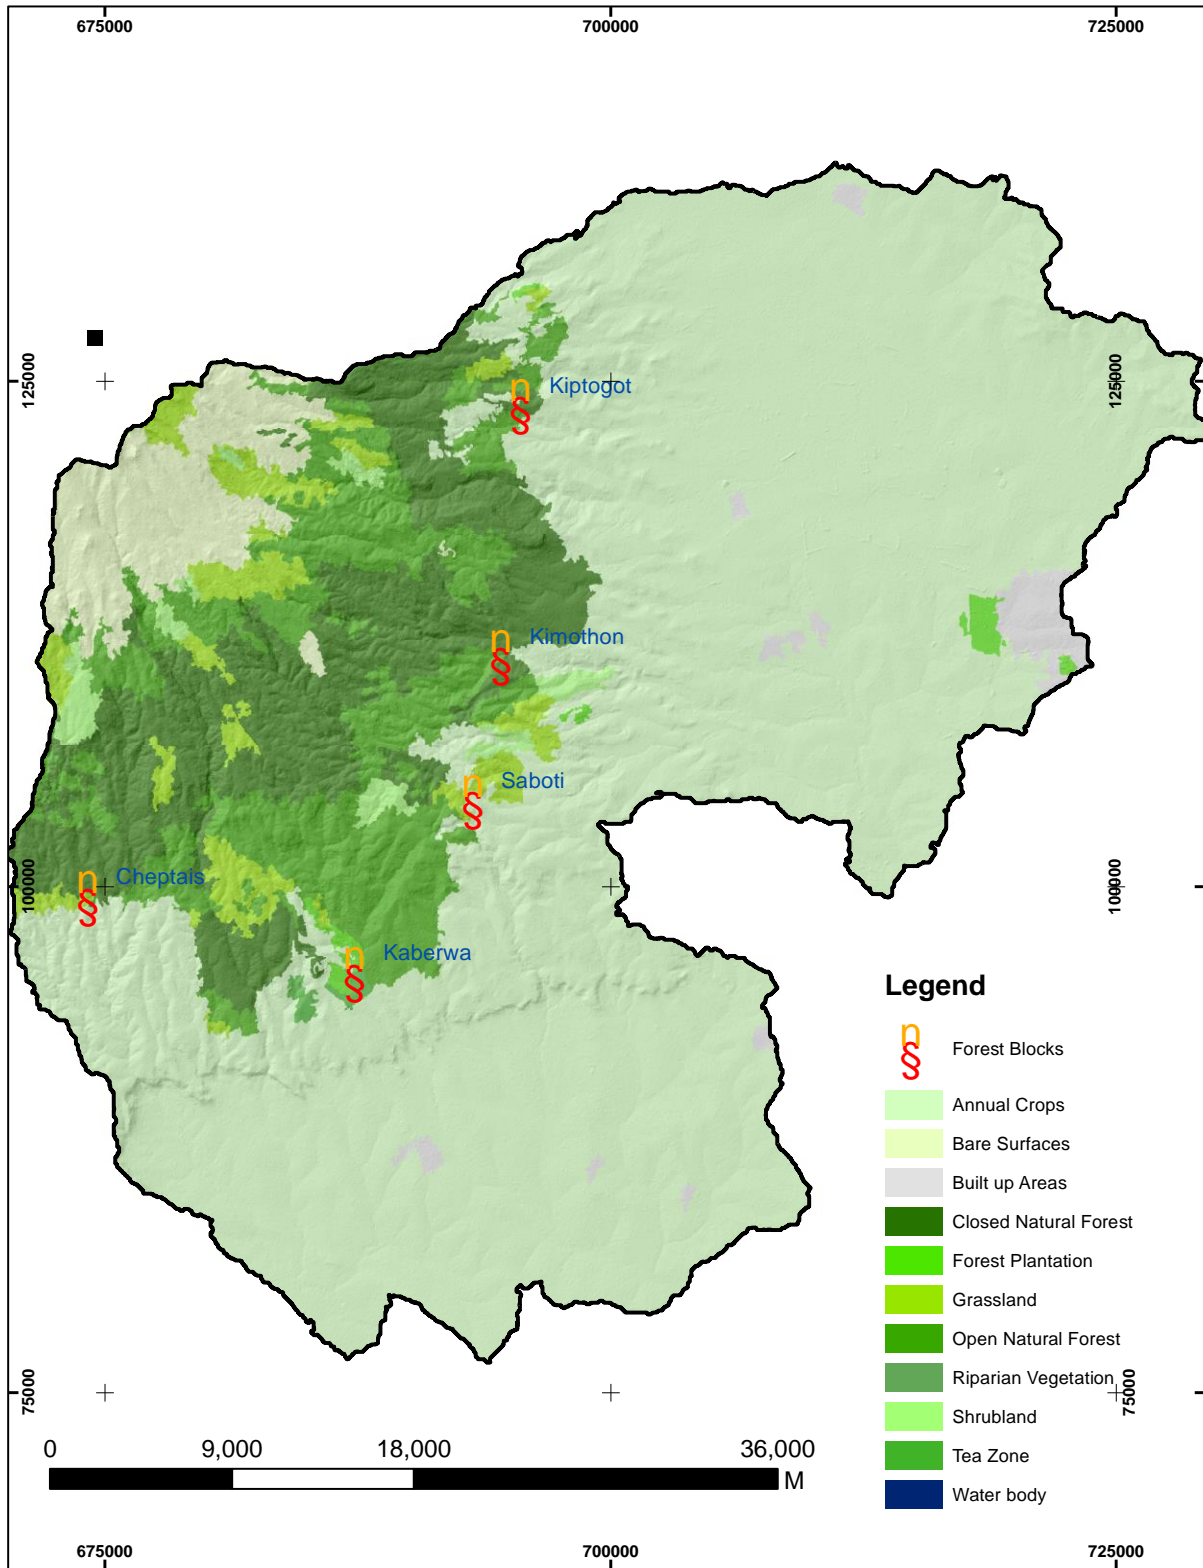 675000 700000 725000
125000 125000
Kiptogot
Kimothon
Saboti
Cheptais
100000 100000
Kaberwa
Legend
Forest Blocks
Annual Crops
Bare Surfaces
Built up Areas
Closed Natural Forest
Forest Plantation
Grassland
Open Natural Forest
Riparian Vegetation
75000 75000
Shrubland
Tea Zone
Water body
0 9,000 18,000 36,000
M
675000 700000 725000